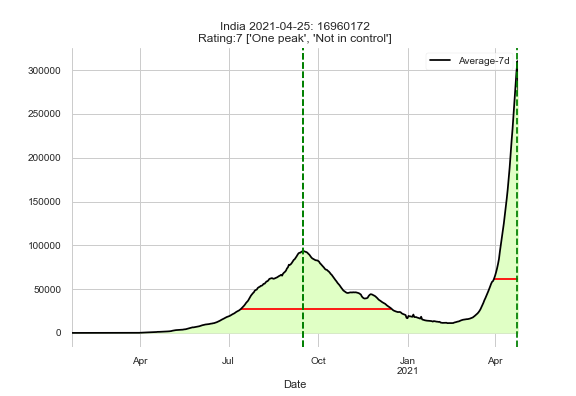 India 2021-04-25: 16960172
Rating:7 ['One peak', 'Not in control']
Average-7d
300000
250000
200000
150000
100000
50000
0
Apr
Jul
Oct
Jan
2021
Apr
Date